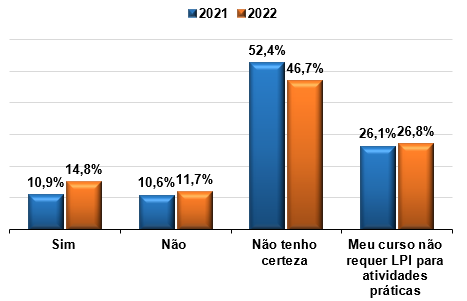 2021 2022
52,4%
46,7%
26,1% 26,8%
14,8%
10,9% 10,6% 11,7%
Sim Não Não tenho certeza Meu curso não requer LPI para atividades práticas